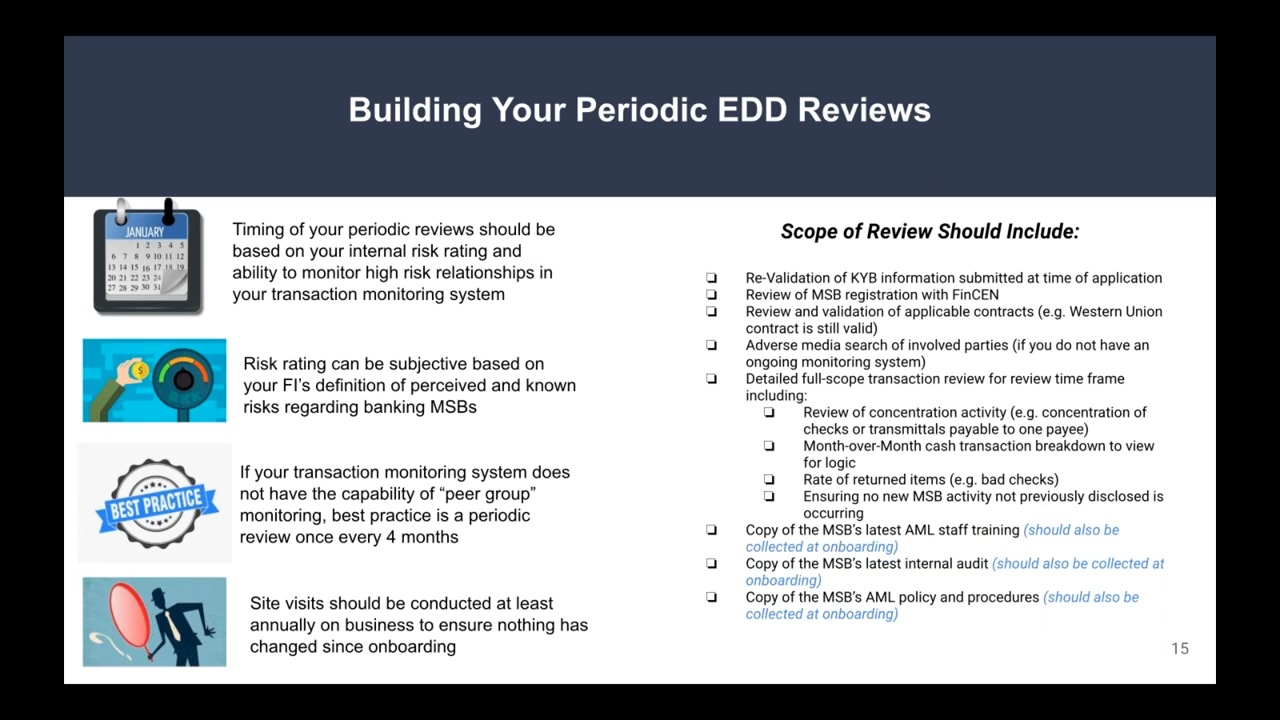 Building Your Periodic EDD Reviews
JANUARY
1 2 3 4 5
6 7 8 9 10 11 12
13 14 15 16 17 18 19
20 21 22 23 24
27 28 29 30 31
Timing of your periodic reviews should be
based on your internal risk rating and
ability to monitor high risk relationships in
your transaction monitoring system
RISK
Risk rating can be subjective based on
your FI’s definition of perceived and known
risks regarding banking MSBs
BEST PRACTICE
If your transaction monitoring system does
not have the capability of “peer group”
monitoring, best practice is a periodic
review once every 4 months
Site visits should be conducted at least
annually on business to ensure nothing has
changed since onboarding
Scope of Review Should Include:
❏ Re-Validation of KYB information submitted at time of application
❏ Review of MSB registration with FinCEN
❏ Review and validation of applicable contracts (e.g. Western Union
contract is still valid)
❏ Adverse media search of involved parties (if you do not have an
ongoing monitoring system)
❏ Detailed full-scope transaction review for review time frame
including:
❏ Review of concentration activity (e.g. concentration of
checks or transmittals payable to one payee)
❏ Month-over-Month cash transaction breakdown to view
for logic
❏ Rate of returned items (e.g. bad checks)
❏ Ensuring no new MSB activity not previously disclosed is
occurring
❏ Copy of the MSB’s latest AML staff training (should also be
collected at onboarding)
❏ Copy of the MSB’s latest internal audit (should also be collected at
onboarding)
❏ Copy of the MSB’s AML policy and procedures (should also be
collected at onboarding)
15